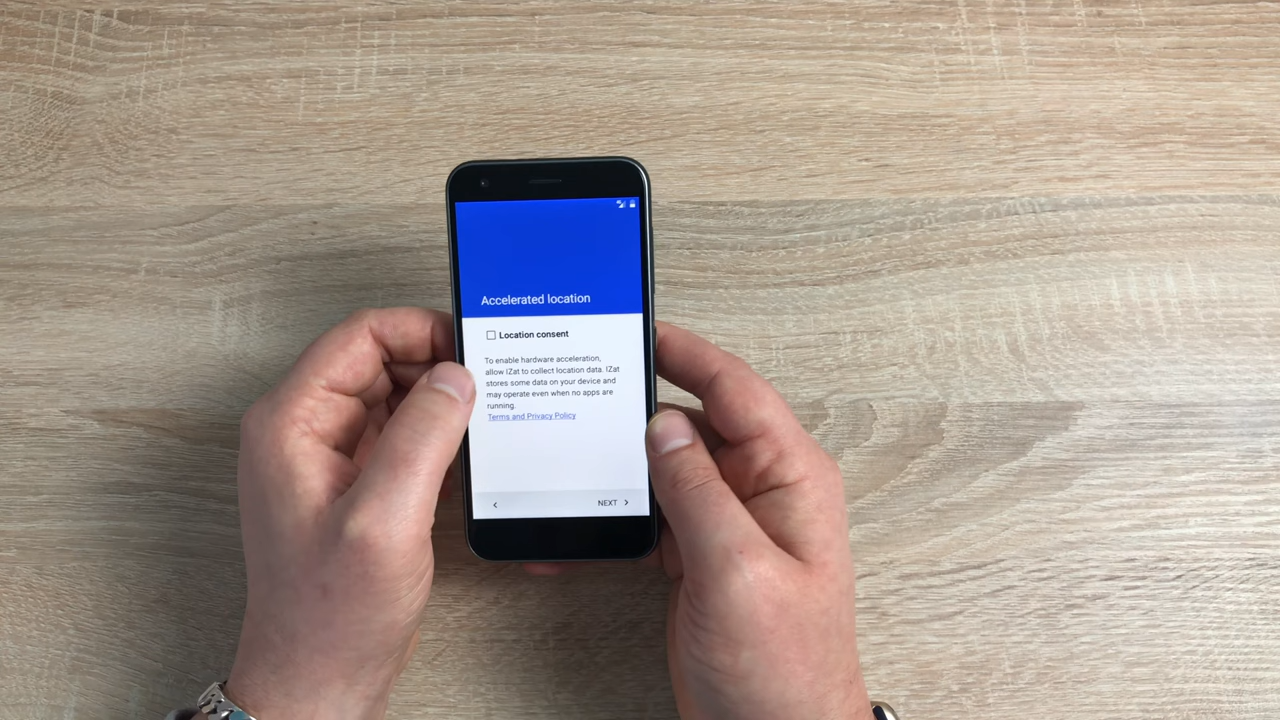 Accelerated location
Location consent
To enable hardware acceleration,
allow IZat to collect location data. IZat
stores some data on your device and
may operate even when no apps are
running.
Terms and Privacy Policy
NEXT